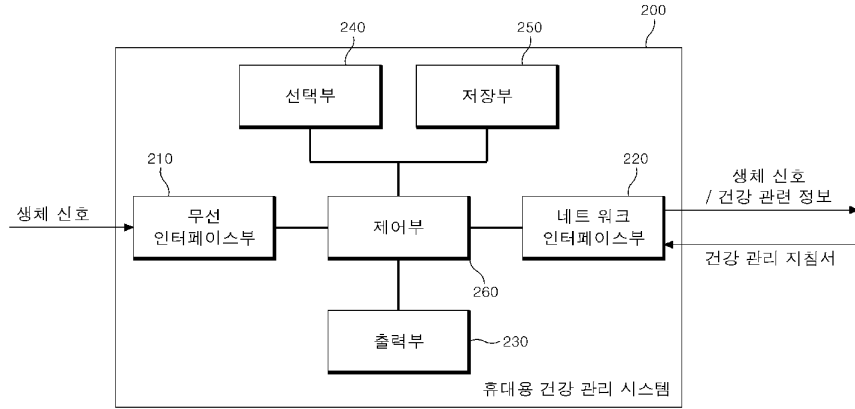 200
240
250
선택부
저장부
210
220
생체 신호
무선
인터페이스부
제어부
네트 워크
인터페이스부
생체 신호
/ 건강 관련 정보
건강 관리 지침서
260
출력부
230
휴대용 건강 관리 시스템